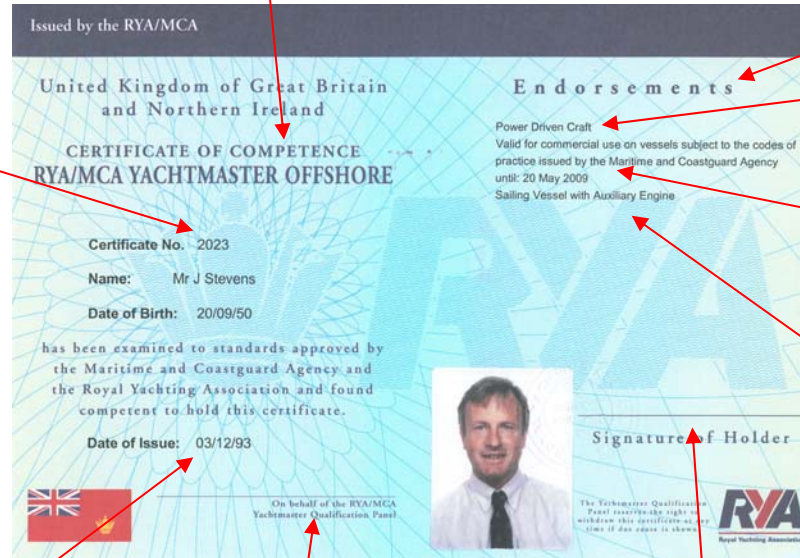 Issued by the RYA/MCA
United Kingdom of Great Britain
and Northern Ireland
CERTIFICATE OF COMPETENCE
RYA/MCA YACHTMASTER OFFSHORE
Certificate No. 2023
Name: Mr J Stevens
Date of Birth: 20/09/50
has been examined to standards approved by
the Maritime and Coastguard Agency and
the Royal Yachting Association and found
competent to hold this certificate.
Date of Issue: 03/12/93
On behalf of the RYA/MCA
Yachtmaster Qualification Panel
Endorsements
Power Driven Craft
Valid for commercial use on vessels subject to the codes of
practice issued by the Maritime and Coastguard Agency
until: 20 May 2009
Sailing Vessel with Auxiliary Engine
RYA
Signature of Holder
The Yachtmaster Qualification
Panel reserves the right to
withdraw this certificate at any
time if due cause is shown
RYA
Royal Yachting Association